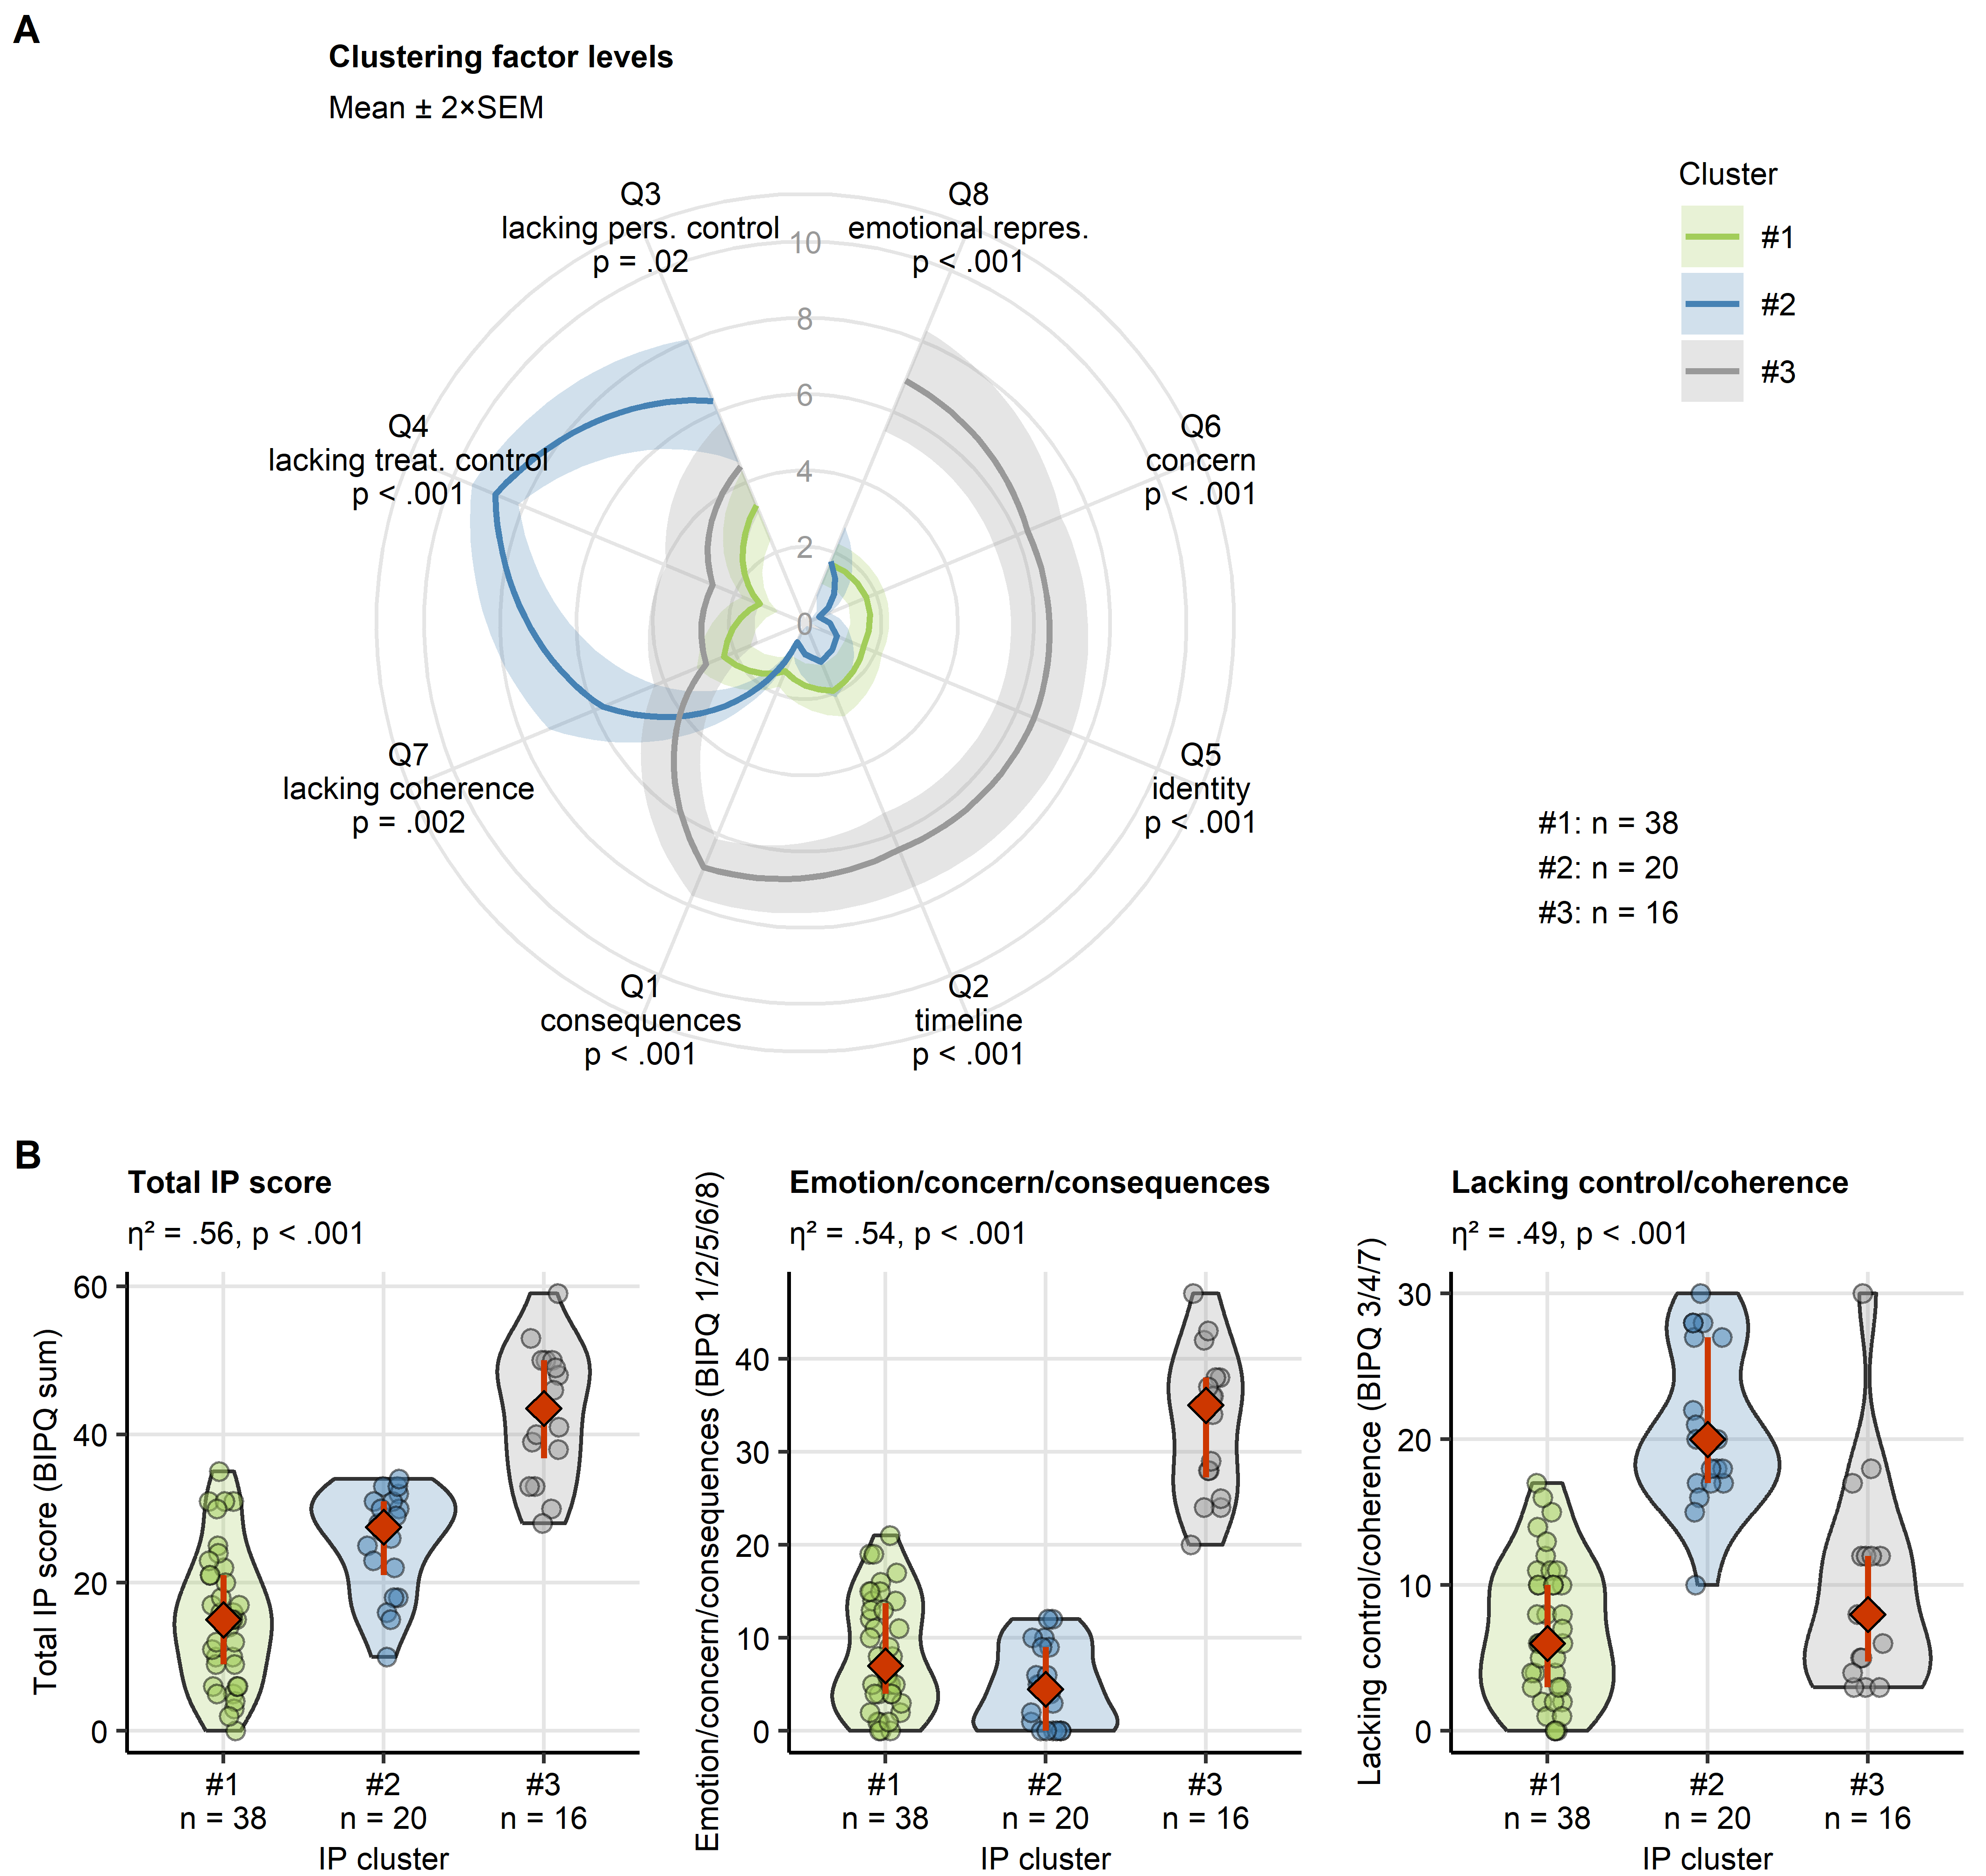 A
Clustering factor levels
Mean ± 2×SEM
Cluster
#1
#2
#3
Q3
lacking pers. control
p = .02
Q8
emotional repres.
p < .001
10
8
6
4
2
0
Q4
lacking treat. control
p < .001
Q6
concern
p < .001
Q7
lacking coherence
p = .002
Q5
identity
p < .001
Q1
consequences
p < .001
Q2
timeline
p < .001
#1: n = 38
#2: n = 20
#3: n = 16
B
Total IP score
η² = .56, p < .001
Total IP score (BIPQ sum)
60
40
20
0
#1
n = 38
#2
n = 20
#3
n = 16
IP cluster
Emotion/concern/consequences
η² = .54, p < .001
Emotion/concern/consequences (BIPQ 1/2/5/6/8)
40
30
20
10
0
#1
n = 38
#2
n = 20
#3
n = 16
IP cluster
Lacking control/coherence
η² = .49, p < .001
Lacking control/coherence (BIPQ 3/4/7)
30
20
10
0
#1
n = 38
#2
n = 20
#3
n = 16
IP cluster